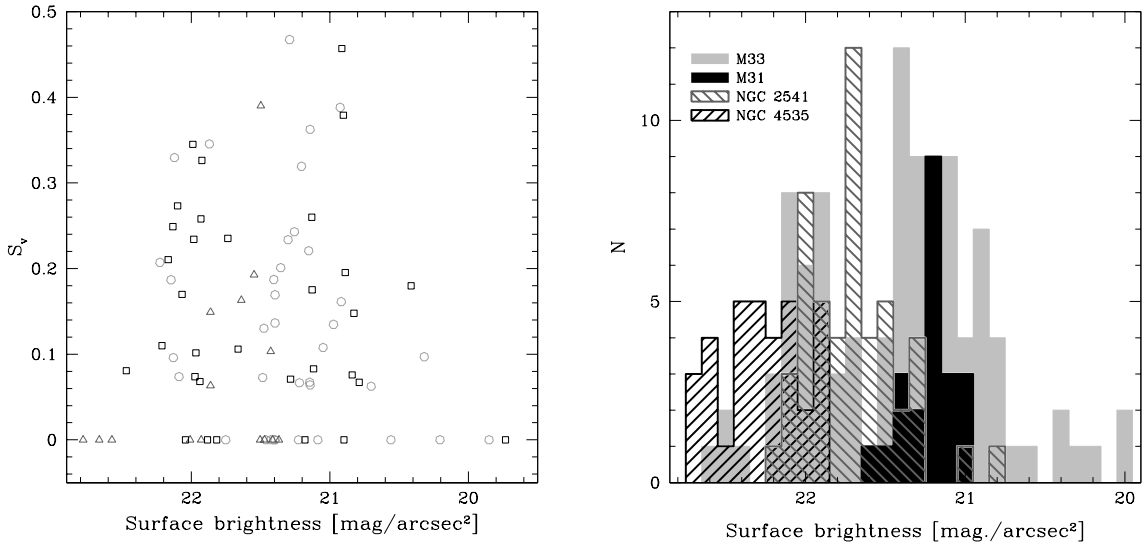 0.5
0.4
0.3
0.2
0.1
0
S_v
22
21
20
Surface brightness [mag/arcsec²]
M33
M31
NGC 2541
NGC 4535
10
5
0
N
22
21
20
Surface brightness [mag./arcsec²]